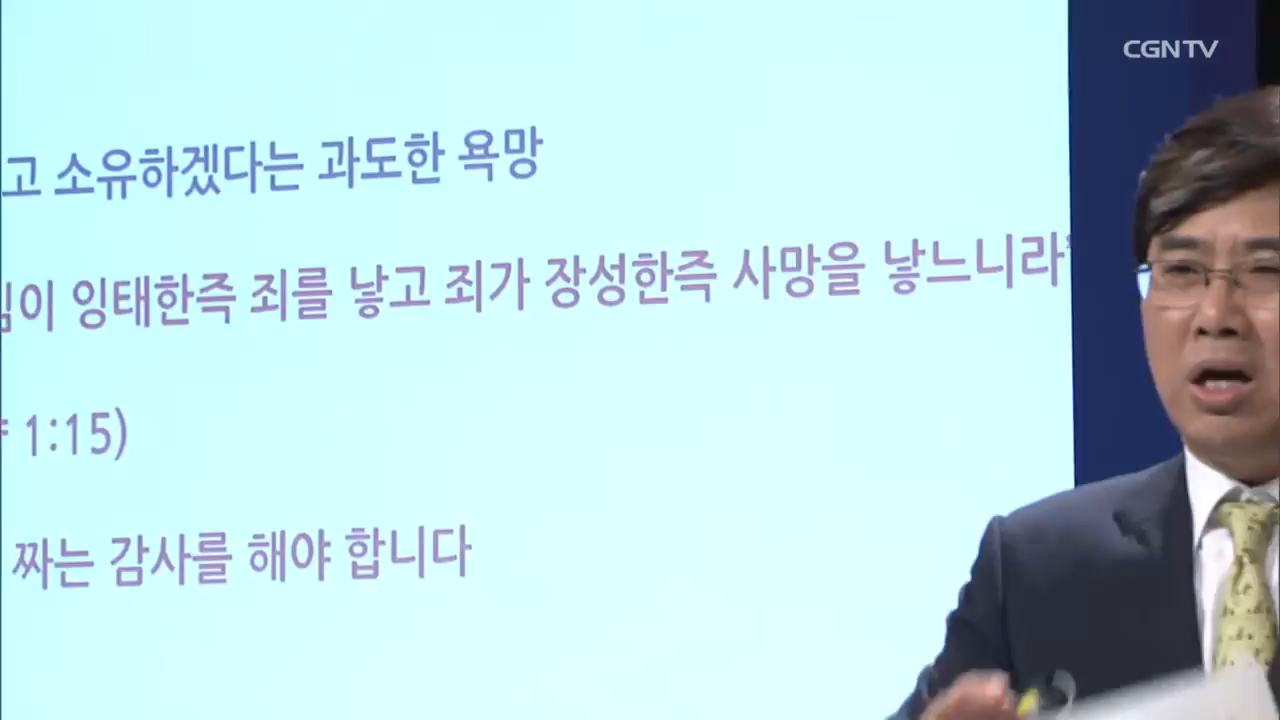 CGNTV
고 소유하겠다는 과도한 욕망
이 잉태한즉 죄를 낳고 죄가 장성한즉 사망을 낳느니라"
1:15)
짜는 감사를 해야 합니다